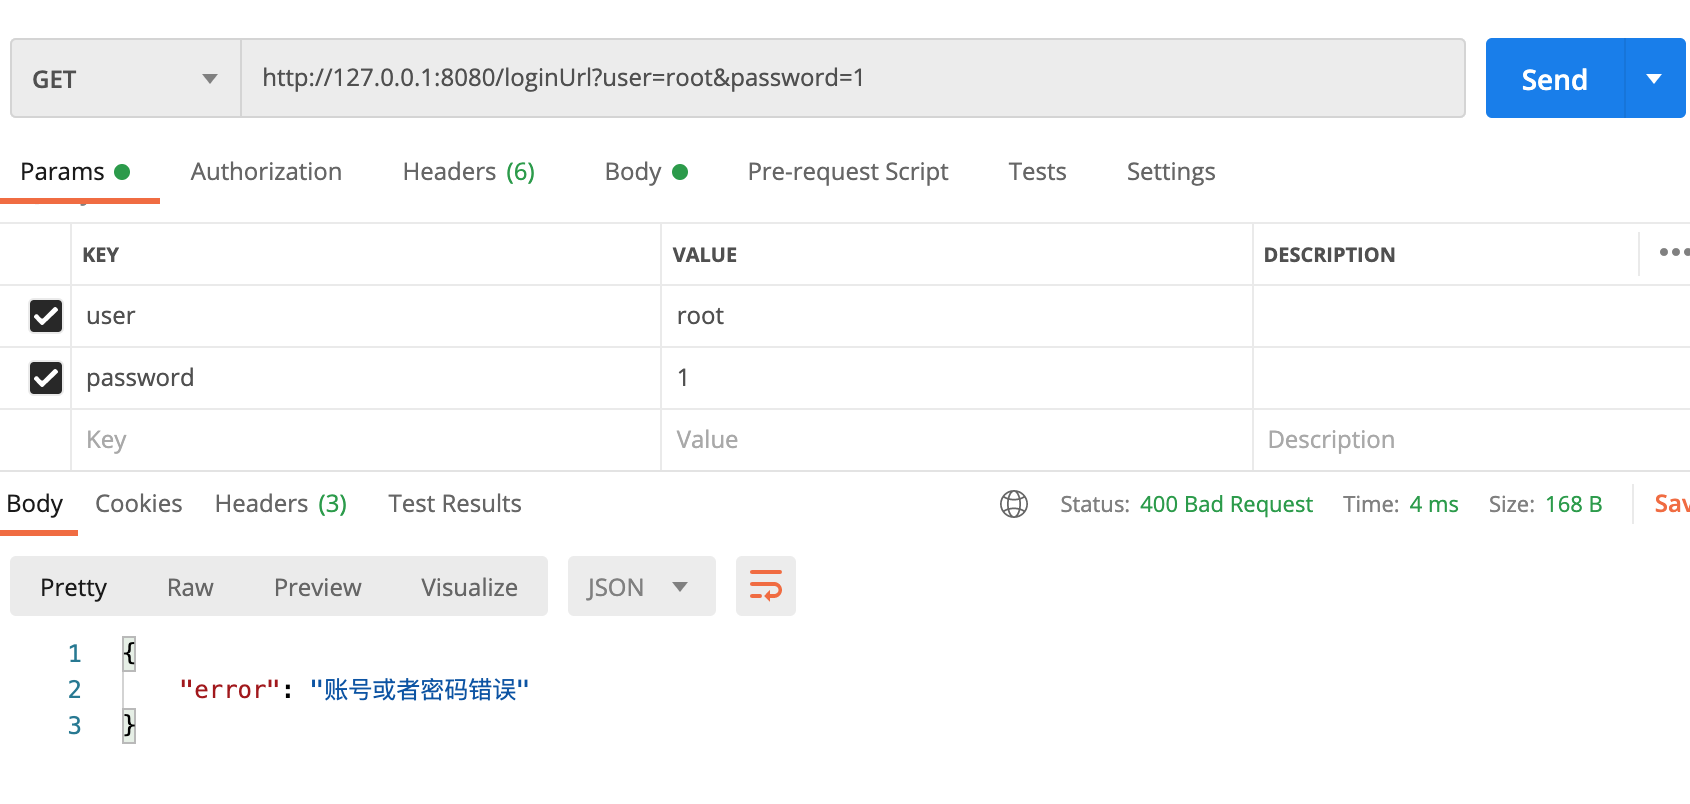 GET http://127.0.0.1:8080/loginUrl?user=root&password=1 Send
Params Authorization Headers (6) Body Pre-request Script Tests Settings
KEY VALUE DESCRIPTION
user root
password 1
Key Value Description
Body Cookies Headers (3) Test Results Status: 400 Bad Request Time: 4 ms Size: 168 B Sav
Pretty Raw Preview Visualize JSON
1 {
2 "error": "账号或者密码错误"
3 }